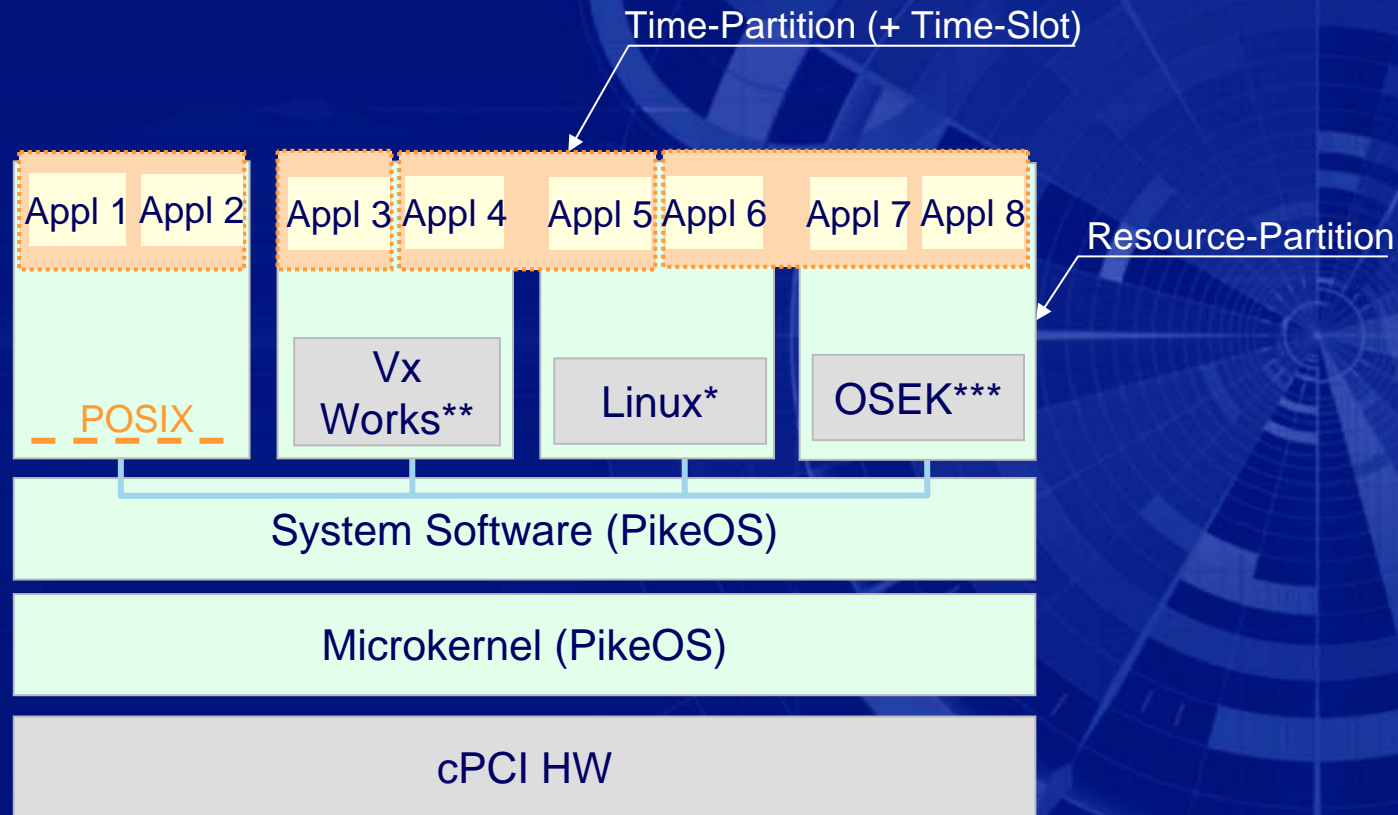 Time-Partition (+ Time-Slot)
Appl 1 Appl 2 Appl 3 Appl 4 Appl 5 Appl 6 Appl 7 Appl 8
Resource-Partition
Vx
Works**
Linux*
OSEK***
POSIX
System Software (PikeOS)
Microkernel (PikeOS)
cPCI HW